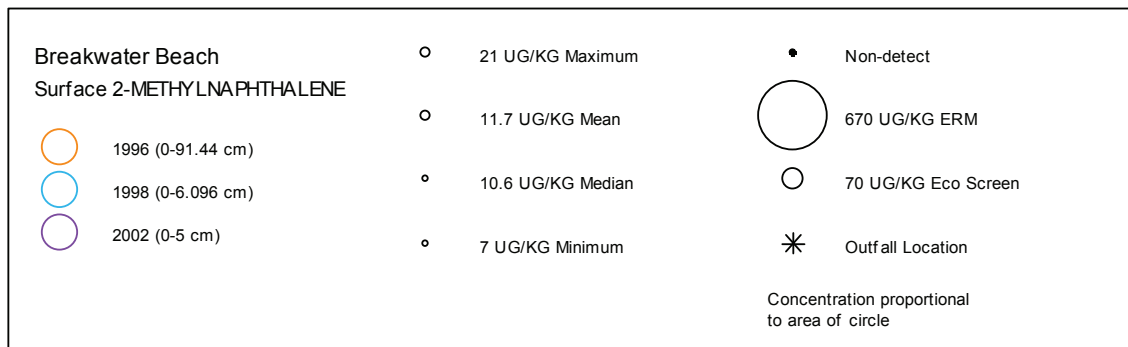 Breakwater Beach
Surface 2-METHYLNAPHTHALENE
1996 (0-91.44 cm)
1998 (0-6.096 cm)
2002 (0-5 cm)
21 UG/KG Maximum
11.7 UG/KG Mean
10.6 UG/KG Median
7 UG/KG Minimum
Non-detect
670 UG/KG ERM
70 UG/KG Eco Screen
Outfall Location
Concentration proportional
to area of circle